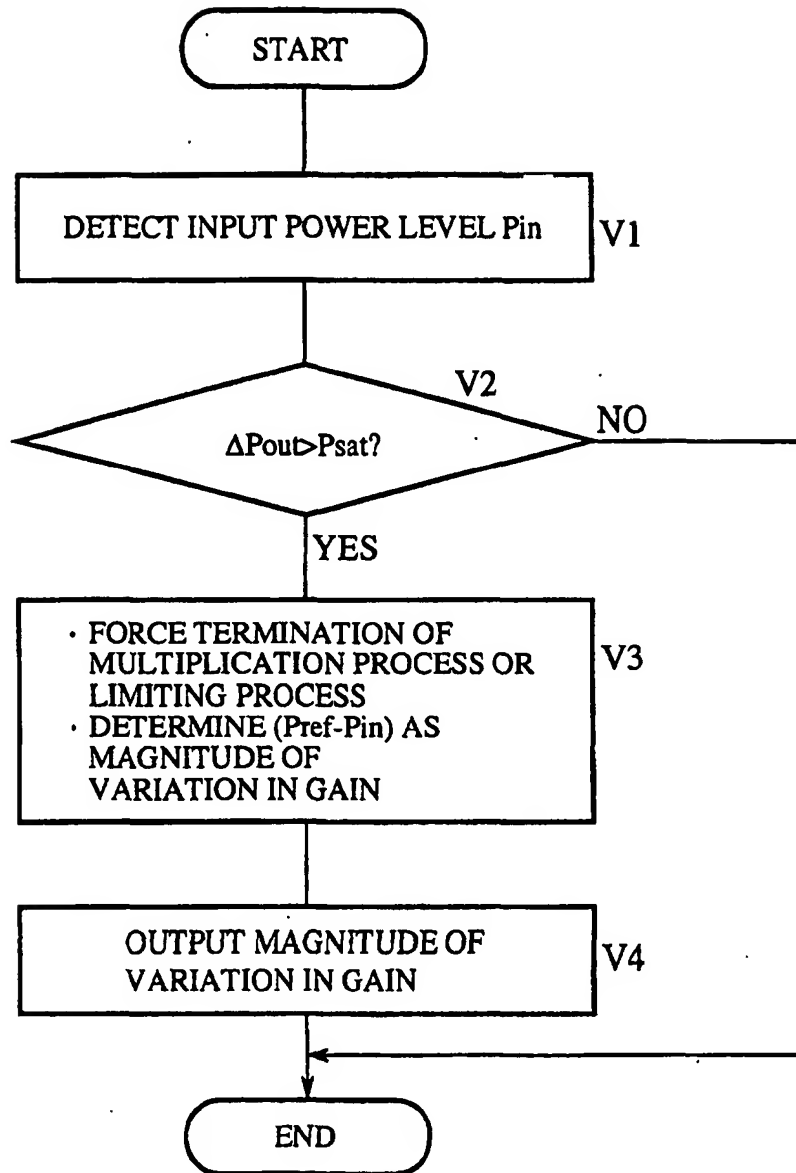 START
DETECT INPUT POWER LEVEL Pin
V1
V2
ΔPout>Psat?
NO
YES
· FORCE TERMINATION OF
MULTIPLICATION PROCESS OR
LIMITING PROCESS
· DETERMINE (Pref-Pin) AS
MAGNITUDE OF
VARIATION IN GAIN
V3
OUTPUT MAGNITUDE OF
VARIATION IN GAIN
V4
END